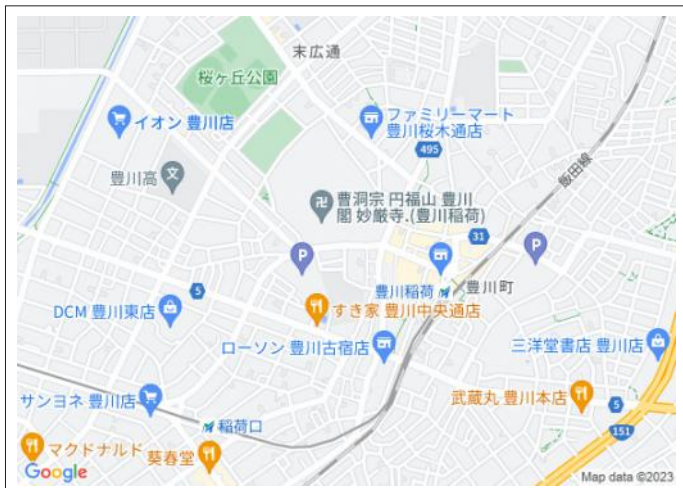 末広通
桜ヶ丘公園
イオン 豊川店
ファミリーマート
豊川桜木通店
495
飯田線
豊川高
文
卍
曹洞宗 円福山 豊川
閣 妙厳寺.(豊川稲荷)
31
P
P
豊川稲荷
豊川町
5
DCM 豊川東店
すき家 豊川中央通店
ローソン 豊川古宿店
三洋堂書店 豊川店
サンヨネ 豊川店
武蔵丸 豊川本店
5
稲荷口
151
マクドナルド
葵春堂
Google
Map data ©2023